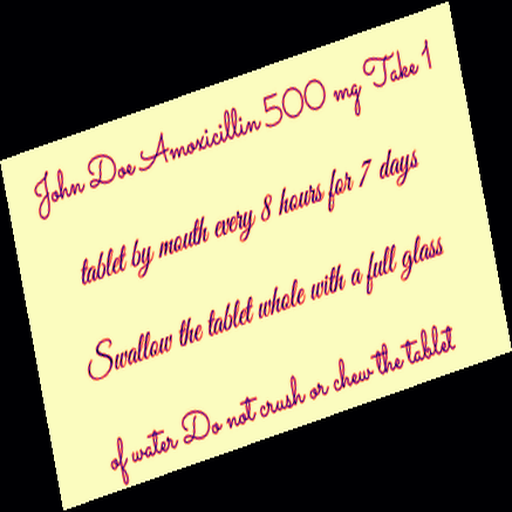 John Doe Amoxicillin 500 mg Take 1
tablet by mouth every 8 hours for 7 days
Swallow the tablet whole with a full glass
of water Do not crush or chew the tablet